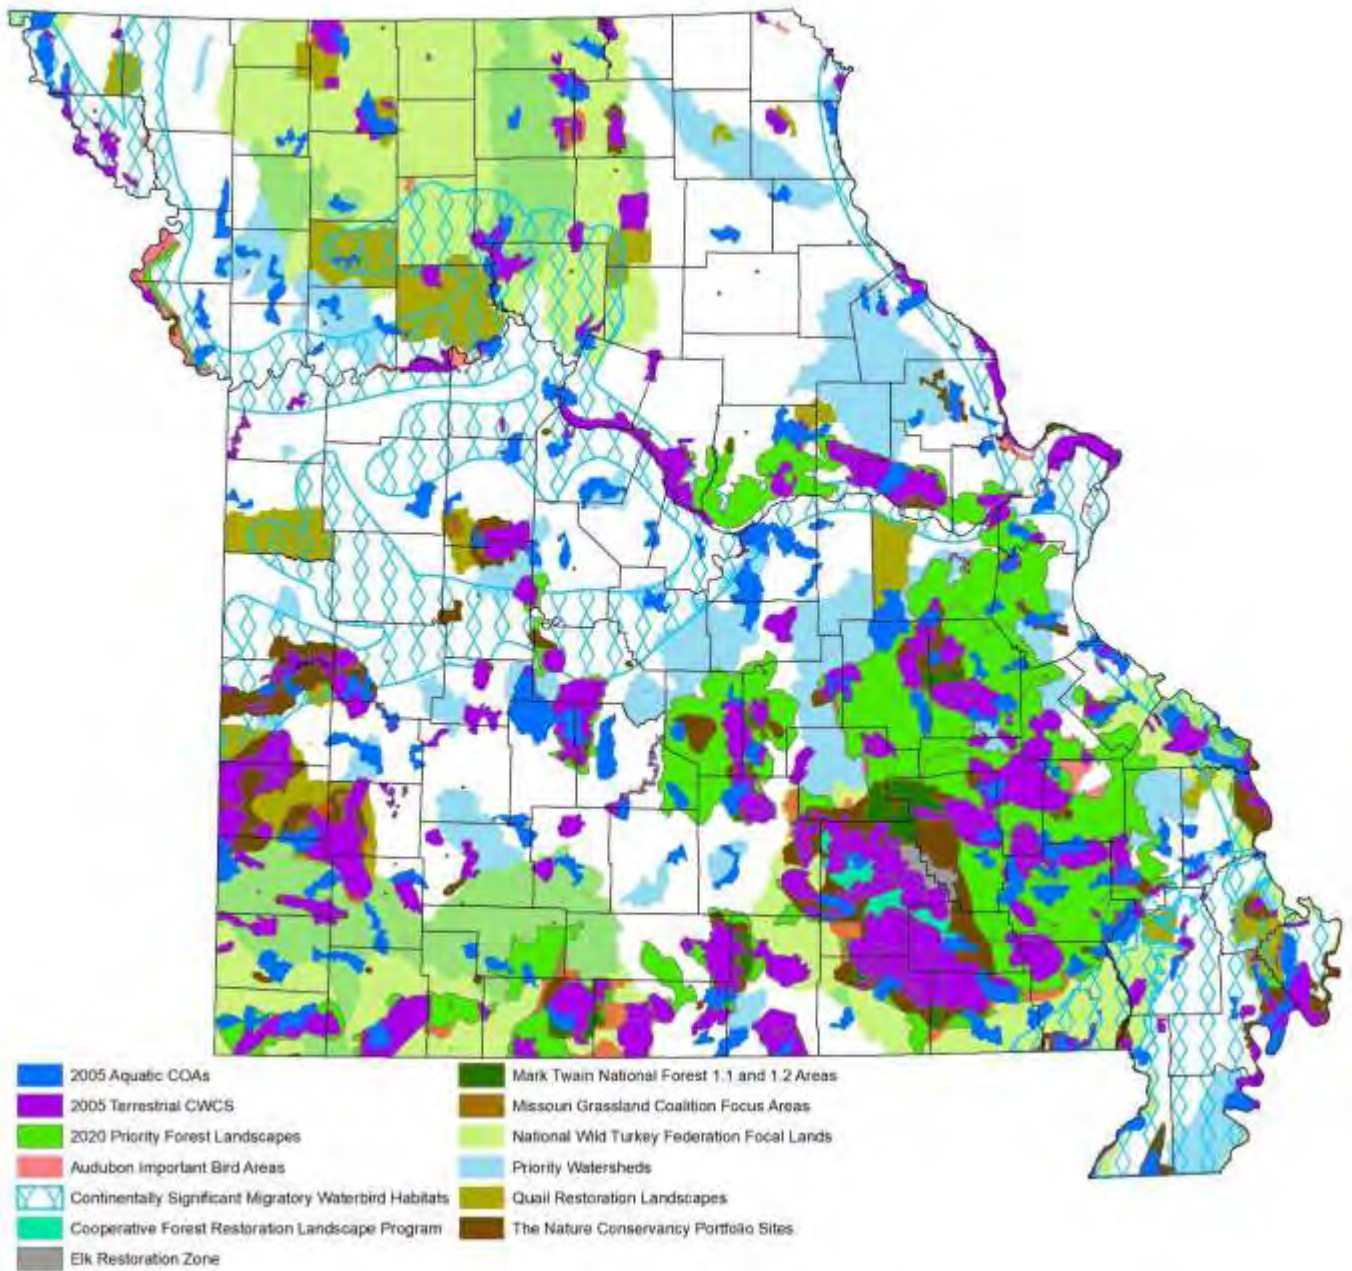 2005 Aquatic COAs
2005 Terrestrial CWCS
2020 Priority Forest Landscapes
Audubon Important Bird Areas
Continentally Significant Migratory Waterbird Habitats
Cooperative Forest Restoration Landscape Program
Elk Restoration Zone
Mark Twain National Forest 1.1 and 1.2 Areas
Missouri Grassland Coalition Focus Areas
National Wild Turkey Federation Focal Lands
Priority Watersheds
Quail Restoration Landscapes
The Nature Conservancy Portfolio Sites